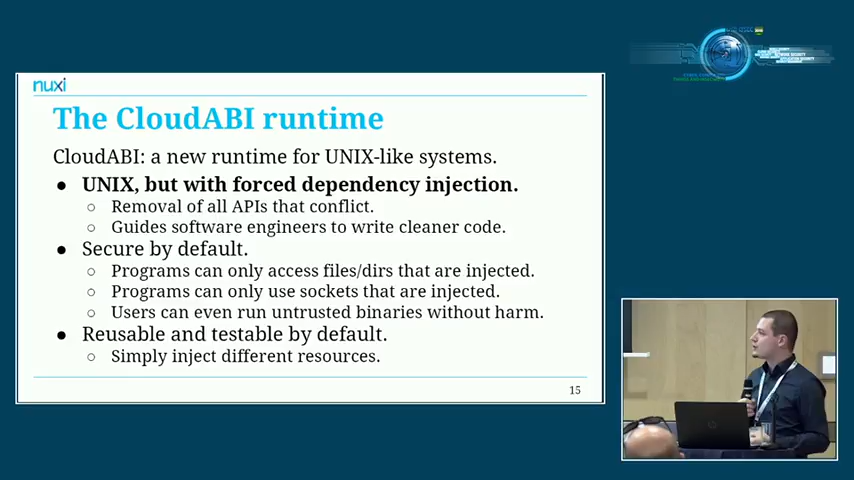 nuxi
The CloudABI runtime
CloudABI: a new runtime for UNIX-like systems.
● UNIX, but with forced dependency injection.
○ Removal of all APIs that conflict.
○ Guides software engineers to write cleaner code.
● Secure by default.
○ Programs can only access files/dirs that are injected.
○ Programs can only use sockets that are injected.
○ Users can even run untrusted binaries without harm.
● Reusable and testable by default.
○ Simply inject different resources.
15